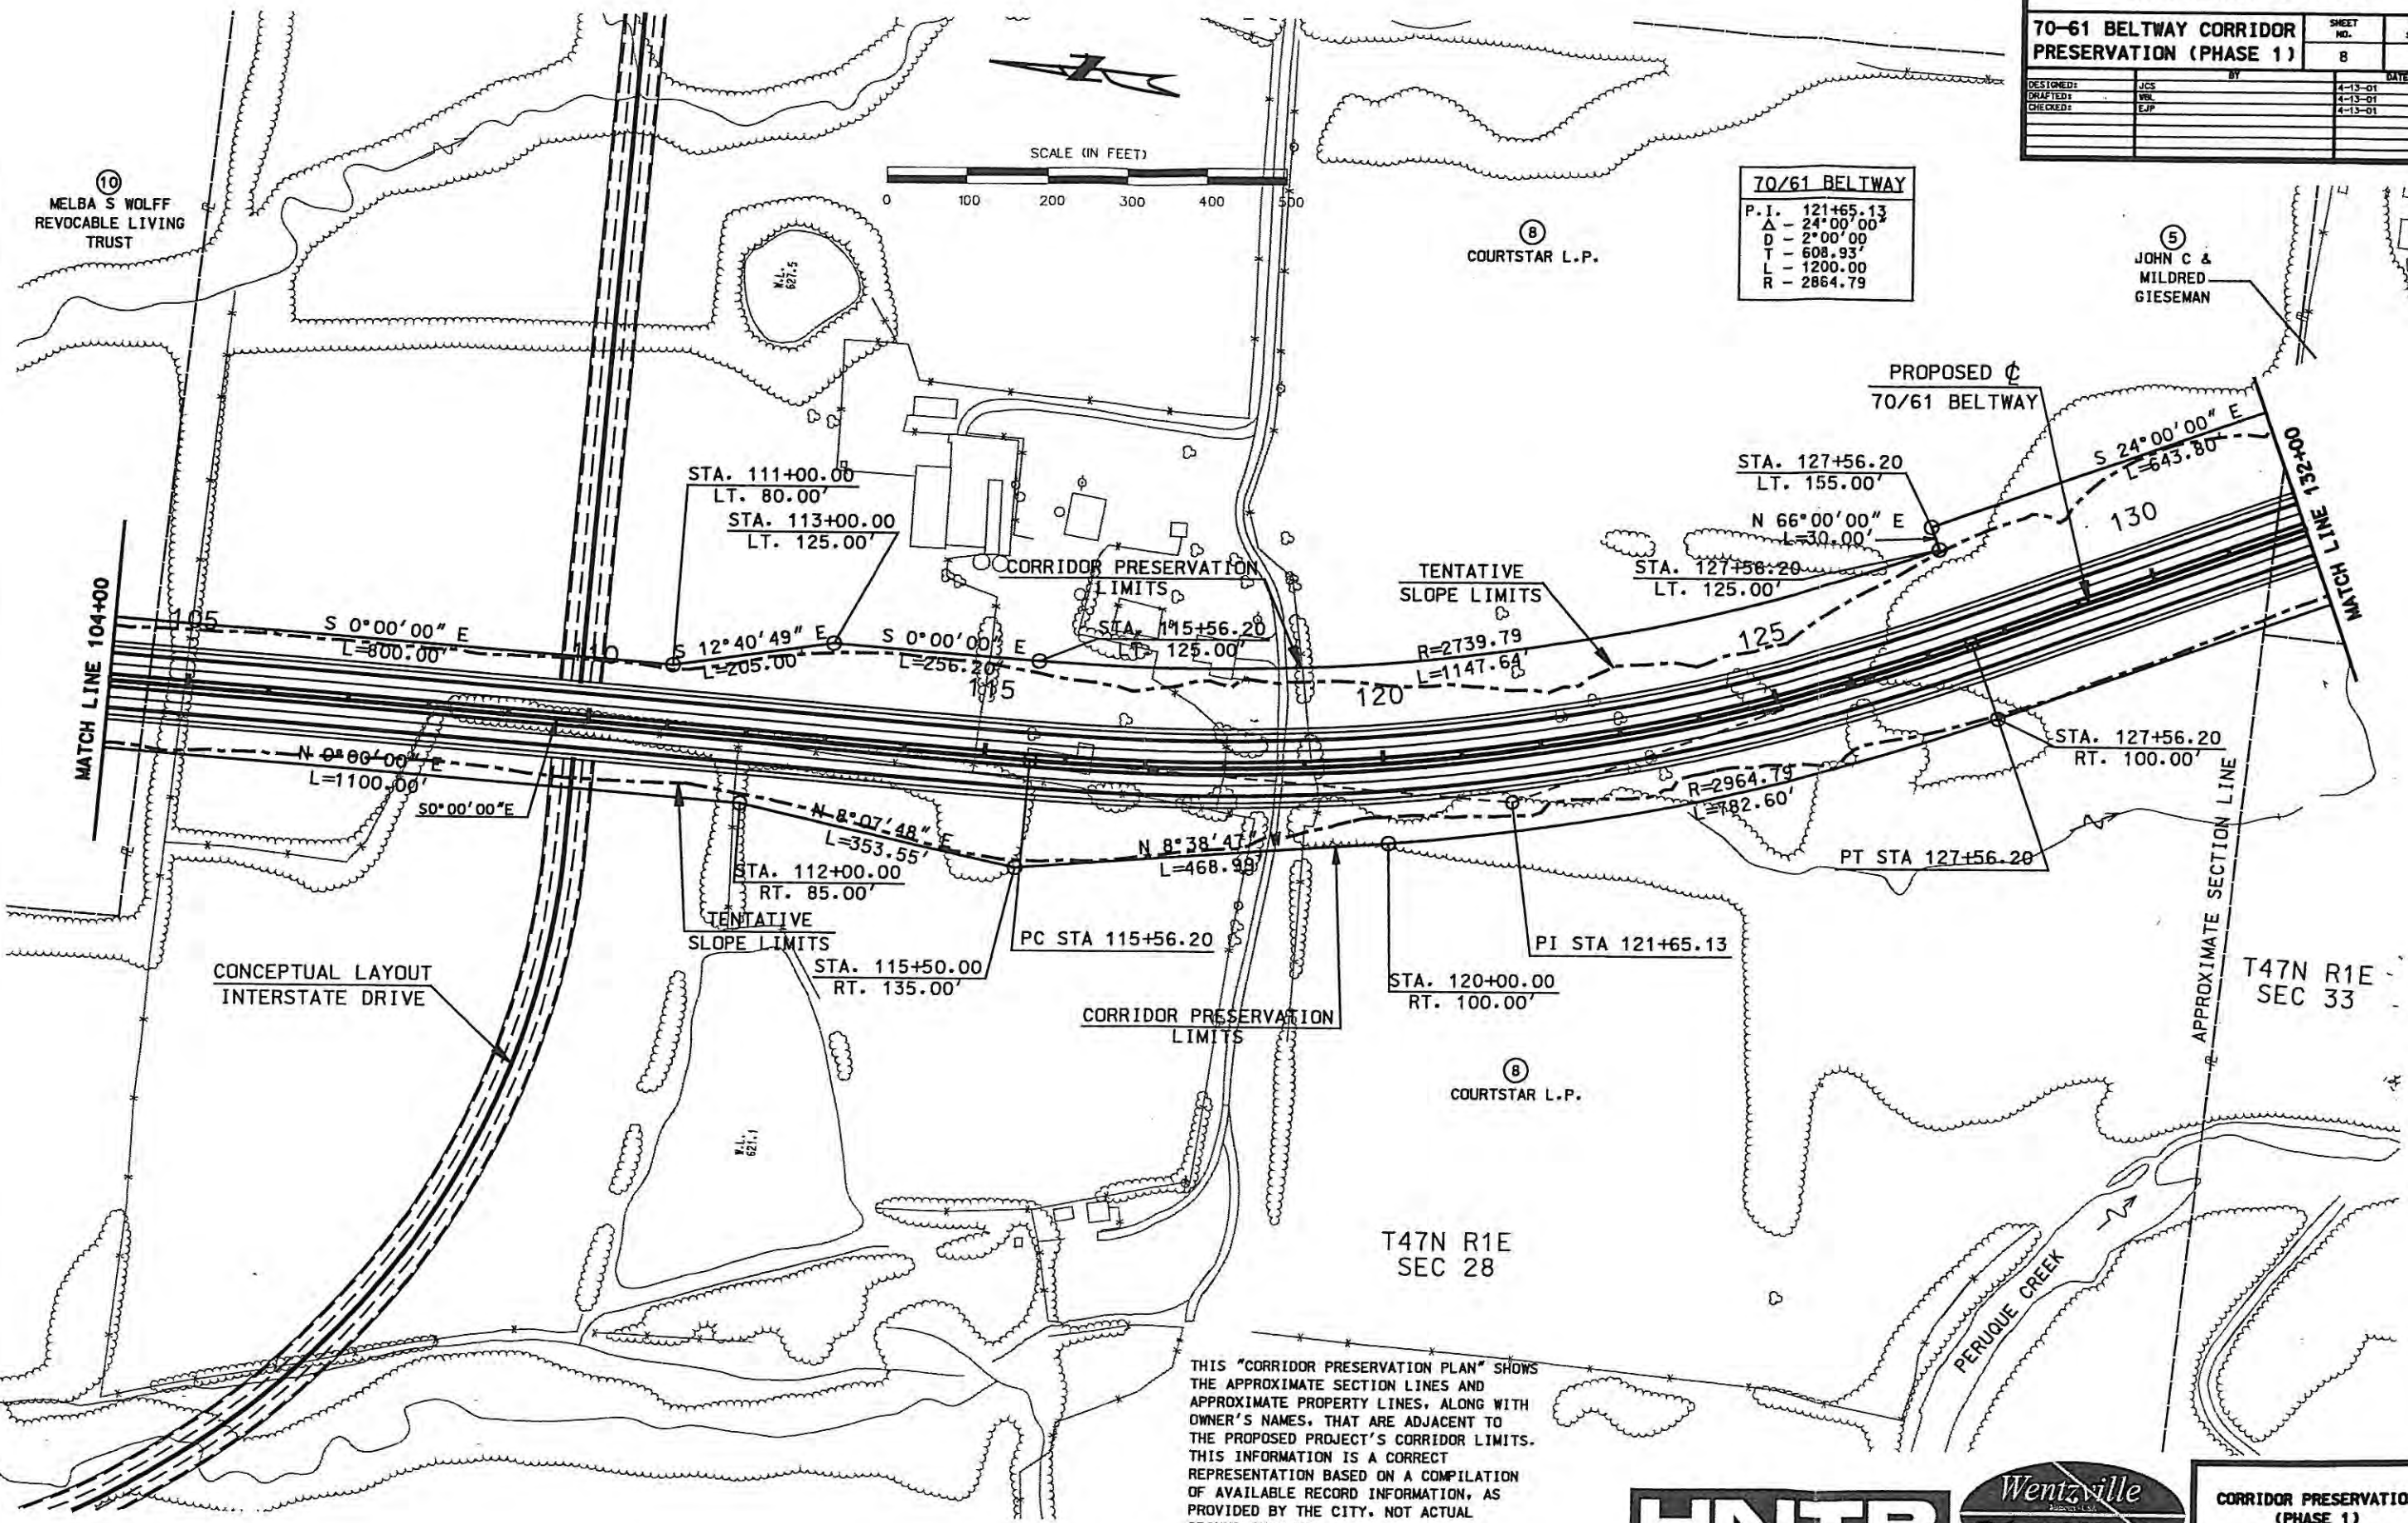 70-61 BELTWAY CORRIDOR
PRESERVATION (PHASE 1)
SHEET
NO.
8
BY
DATE
DESIGNED: JCS 4-13-01
DRAFTED: WBL 4-13-01
CHECKED: EJP 4-13-01
SCALE (IN FEET)
0 100 200 300 400 500
10
MELBA S WOLFF
REVOCABLE LIVING
TRUST
W.L.
627.5
8
COURTSTAR L.P.
70/61 BELTWAY
P.I. 121+65.13
Δ - 24°00'00"
D - 2°00'00
T - 608.93'
L - 1200.00
R - 2864.79
5
JOHN C &
MILDRED
GIESEMAN
PROPOSED ℄
70/61 BELTWAY
STA. 111+00.00
LT. 80.00'
STA. 113+00.00
LT. 125.00'
CORRIDOR PRESERVATION
LIMITS
STA. 115+56.20
LT. 125.00'
TENTATIVE
SLOPE LIMITS
STA. 127+56.20
LT. 155.00'
N 66°00'00" E
L=30.00'
STA. 127+56.20
LT. 125.00'
S 24°00'00" E
L=643.80'
MATCH LINE 132+00
MATCH LINE 104+00
105
S 0°00'00" E
L=800.00'
110
S 12°40'49" E
L=205.00'
S 0°00'00" E
L=256.20'
115
R=2739.79
L=1147.64'
120
125
130
N 0°00'00" E
L=1100.00'
S0°00'00"E
N 8°07'48" E
L=353.55'
N 8°38'47"
L=468.99'
R=2964.79
L=782.60'
STA. 127+56.20
RT. 100.00'
PT STA 127+56.20
STA. 112+00.00
RT. 85.00'
TENTATIVE
SLOPE LIMITS
STA. 115+50.00
RT. 135.00'
PC STA 115+56.20
PI STA 121+65.13
STA. 120+00.00
RT. 100.00'
CORRIDOR PRESERVATION
LIMITS
CONCEPTUAL LAYOUT
INTERSTATE DRIVE
APPROXIMATE SECTION LINE
T47N R1E
SEC 33
8
COURTSTAR L.P.
W.L.
621.1
T47N R1E
SEC 28
PERUQUE CREEK
THIS "CORRIDOR PRESERVATION PLAN" SHOWS
THE APPROXIMATE SECTION LINES AND
APPROXIMATE PROPERTY LINES, ALONG WITH
OWNER'S NAMES, THAT ARE ADJACENT TO
THE PROPOSED PROJECT'S CORRIDOR LIMITS.
THIS INFORMATION IS A CORRECT
REPRESENTATION BASED ON A COMPILATION
OF AVAILABLE RECORD INFORMATION, AS
PROVIDED BY THE CITY, NOT ACTUAL
HNTB
Wentzville
CORRIDOR PRESERVATIO
(PHASE 1)